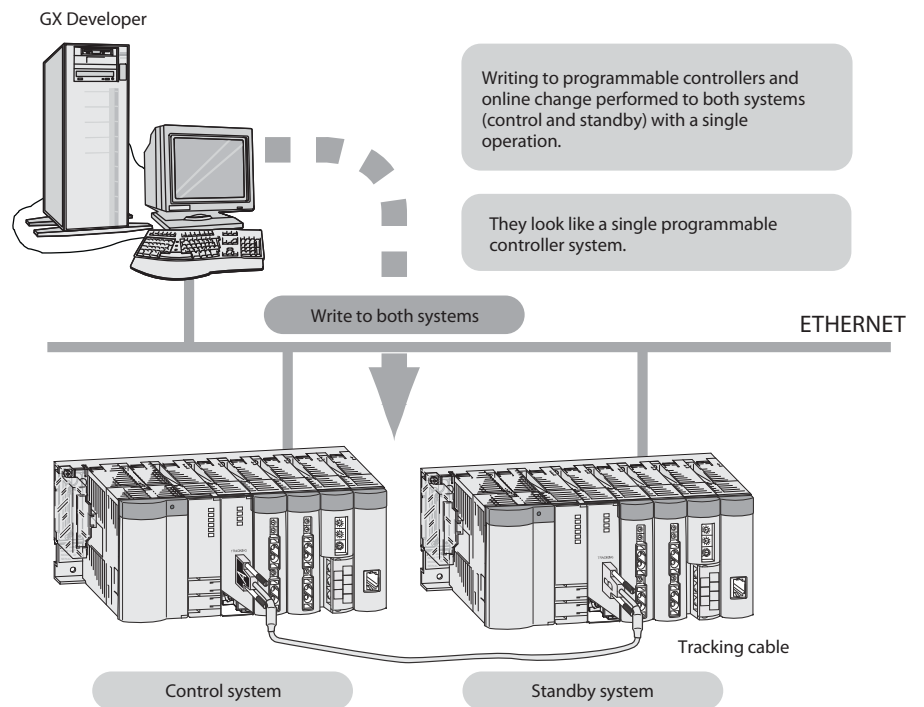 GX Developer
Writing to programmable controllers and
online change performed to both systems
(control and standby) with a single
operation.
They look like a single programmable
controller system.
Write to both systems
ETHERNET
Tracking cable
Control system
Standby system